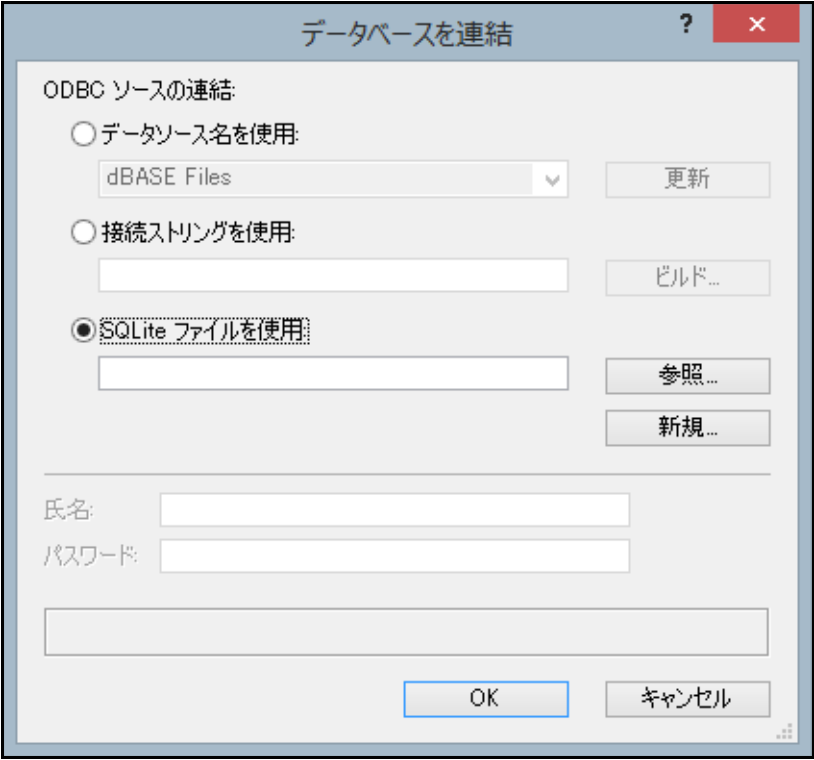 データベースを連結
?
ODBC ソースの連結:
データソース名を使用:
dBASE Files
更新
接続ストリングを使用:
ビルド...
SQLite ファイルを使用:
参照...
新規...
氏名:
パスワード:
OK
キャンセル